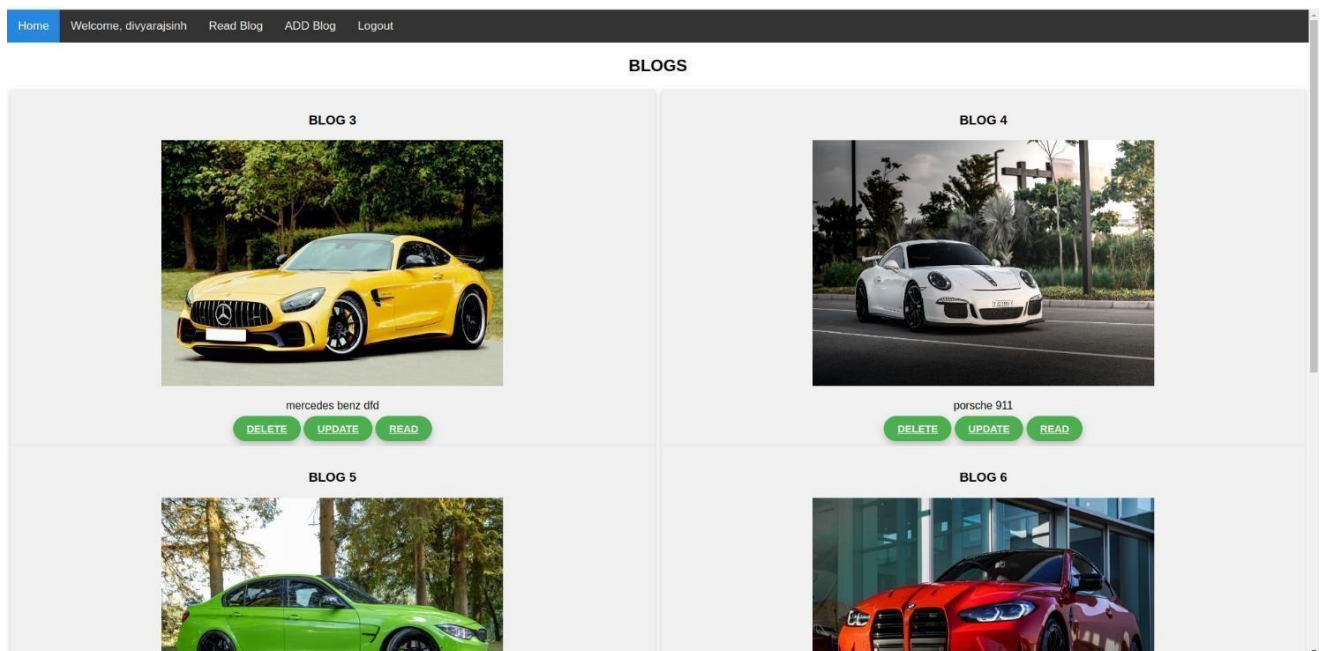 Home Welcome, divyarajsinh Read Blog ADD Blog Logout
BLOGS
BLOG 3
mercedes benz dfd
DELETE UPDATE READ
BLOG 4
porsche 911
DELETE UPDATE READ
BLOG 5
BLOG 6